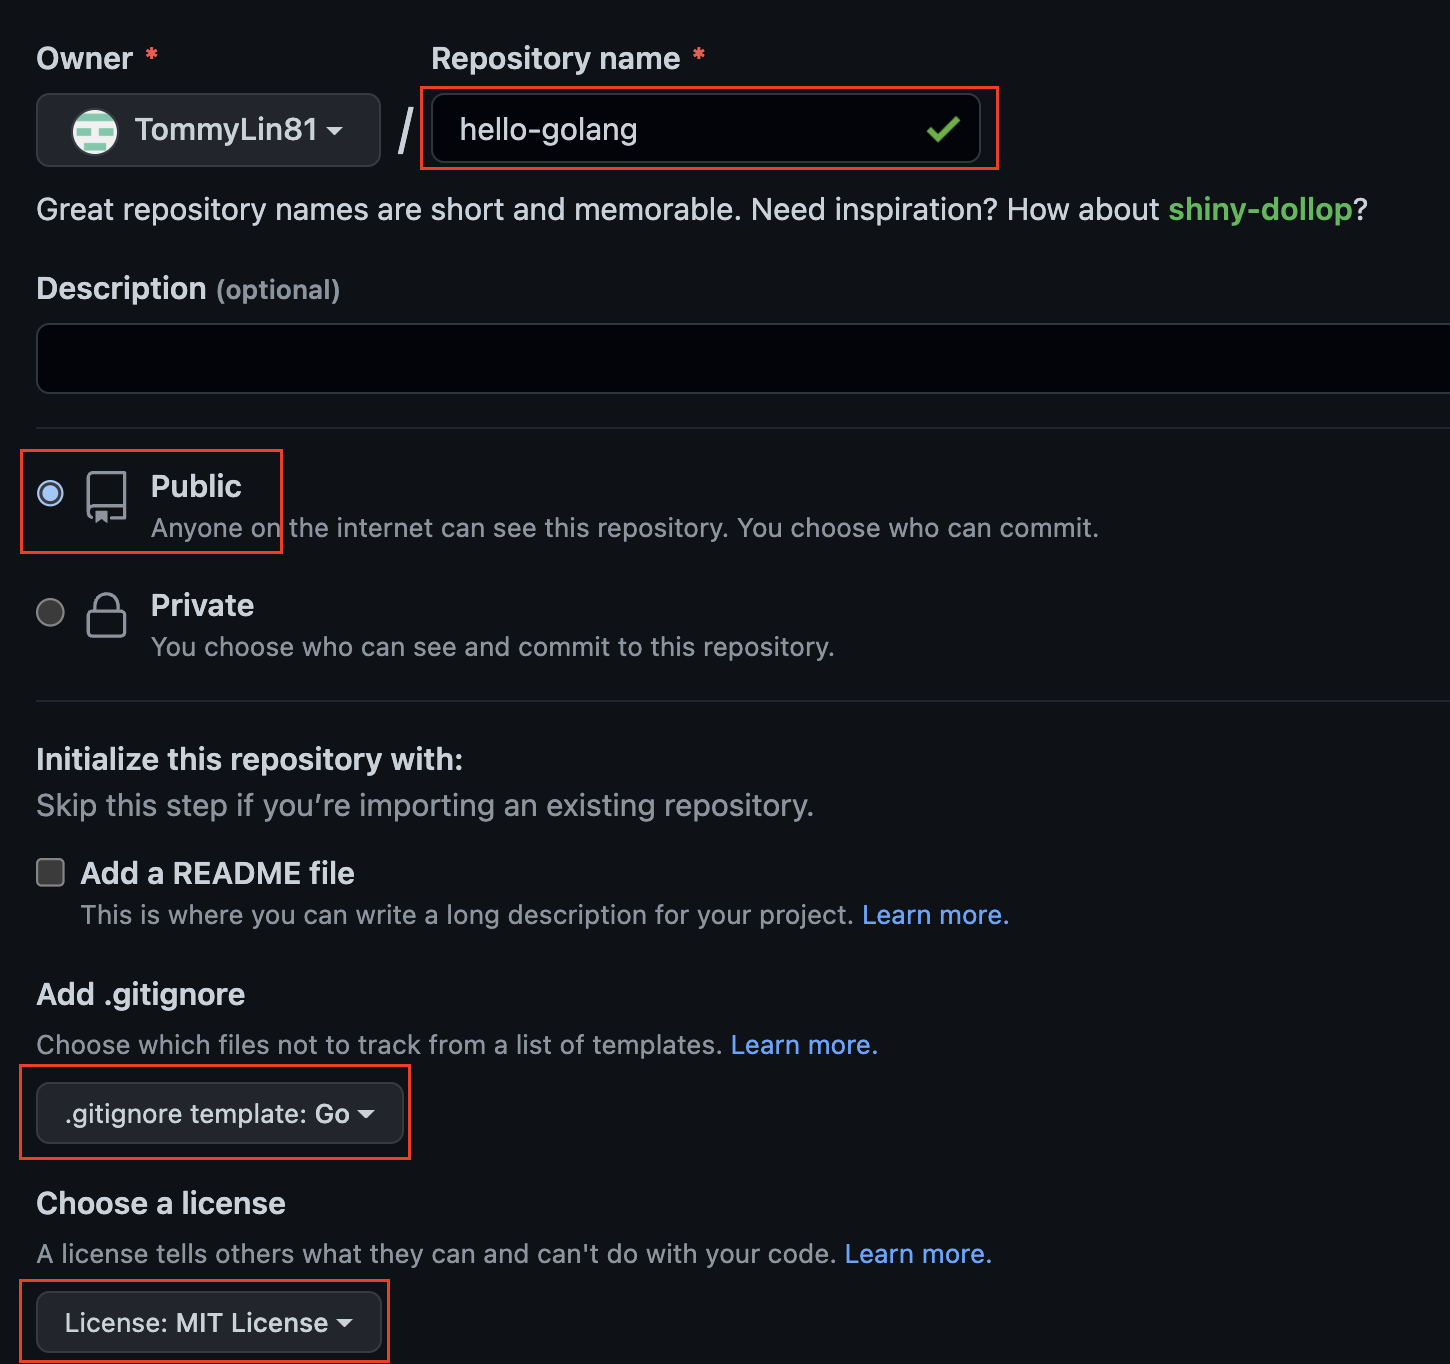 Owner * Repository name *
TommyLin81 / hello-golang
Great repository names are short and memorable. Need inspiration? How about shiny-dollop?
Description (optional)
Public
Anyone on the internet can see this repository. You choose who can commit.
Private
You choose who can see and commit to this repository.
Initialize this repository with:
Skip this step if you’re importing an existing repository.
Add a README file
This is where you can write a long description for your project. Learn more.
Add .gitignore
Choose which files not to track from a list of templates. Learn more.
.gitignore template: Go
Choose a license
A license tells others what they can and can't do with your code. Learn more.
License: MIT License